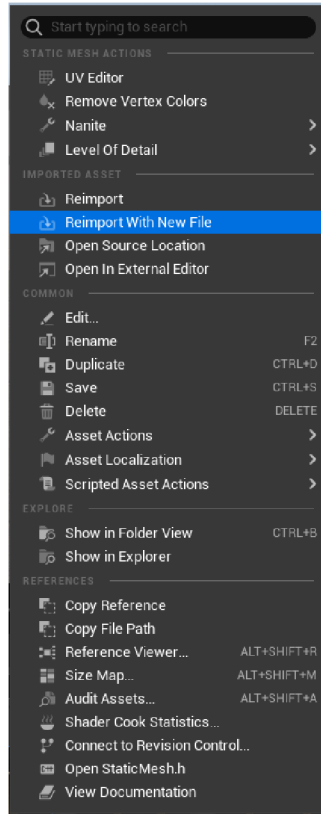 Start typing to search
STATIC MESH ACTIONS
UV Editor
Remove Vertex Colors
Nanite
Level Of Detail
IMPORTED ASSET
Reimport
Reimport With New File
Open Source Location
Open In External Editor
COMMON
Edit...
Rename F2
Duplicate CTRL+D
Save CTRL+S
Delete DELETE
Asset Actions
Asset Localization
Scripted Asset Actions
EXPLORE
Show in Folder View CTRL+B
Show in Explorer
REFERENCES
Copy Reference
Copy File Path
Reference Viewer... ALT+SHIFT+R
Size Map... ALT+SHIFT+M
Audit Assets... ALT+SHIFT+A
Shader Cook Statistics...
Connect to Revision Control...
Open StaticMesh.h
View Documentation